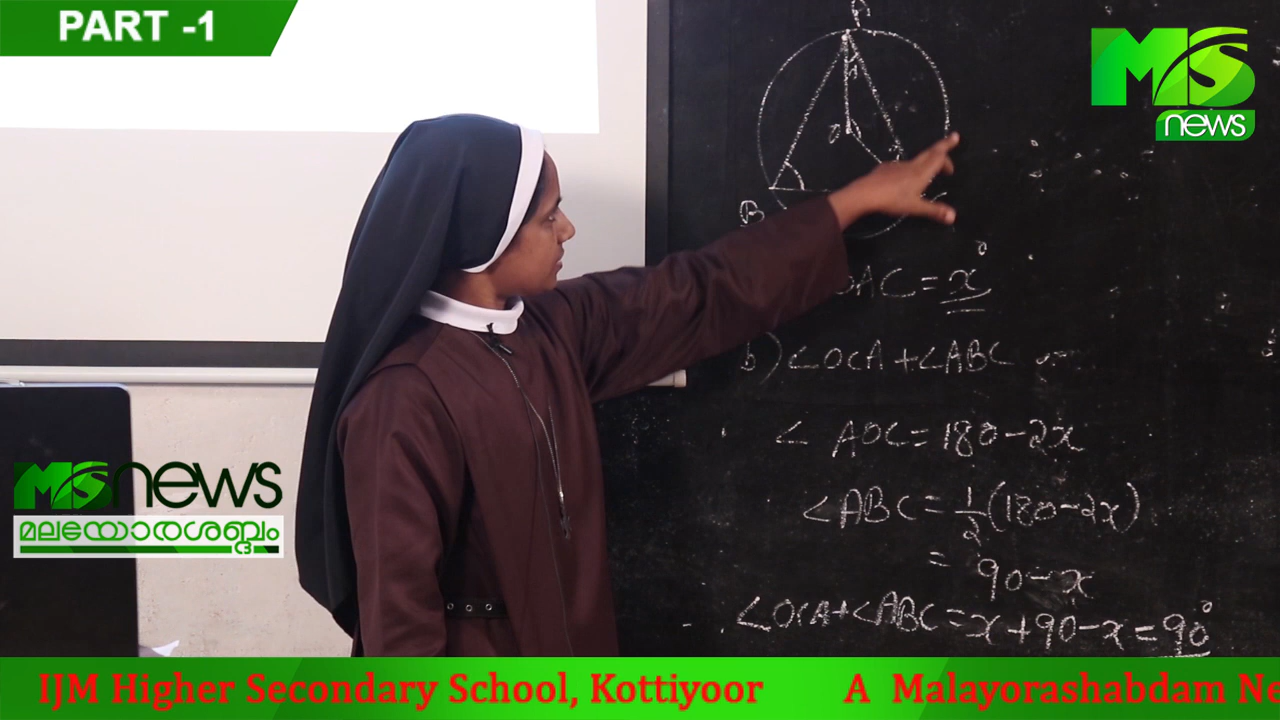 PART -1
MS
news
A
O
B
OAC = x°
b) ∠OCA + ∠ABC
∠ AOC = 180 - 2x
∠ABC = 1/2 (180 - 2x)
= 90 - x
∠OCA + ∠ABC = x + 90 - x = 90°
MS news
മലയോരശബ്ദം
IJM Higher Secondary School, Kottiyoor A Malayorashabdam Ne